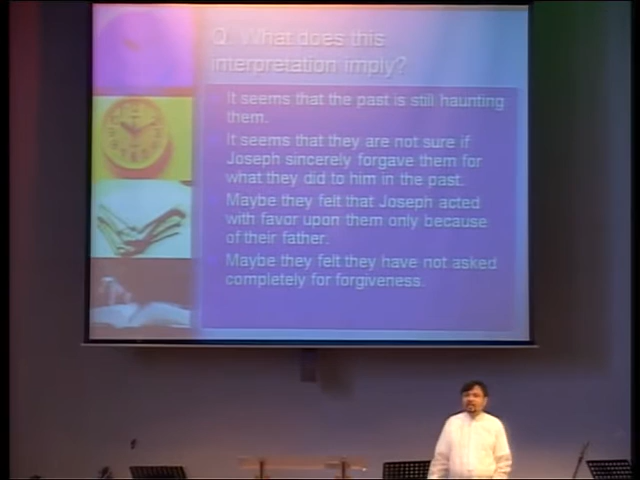 Q. What does this
interpretation imply?
It seems that the past is still haunting
them.
It seems that they are not sure if
Joseph sincerely forgave them for
what they did to him in the past.
Maybe they felt that Joseph acted
with favor upon them only because
of their father.
Maybe they felt they have not asked
completely for forgiveness.